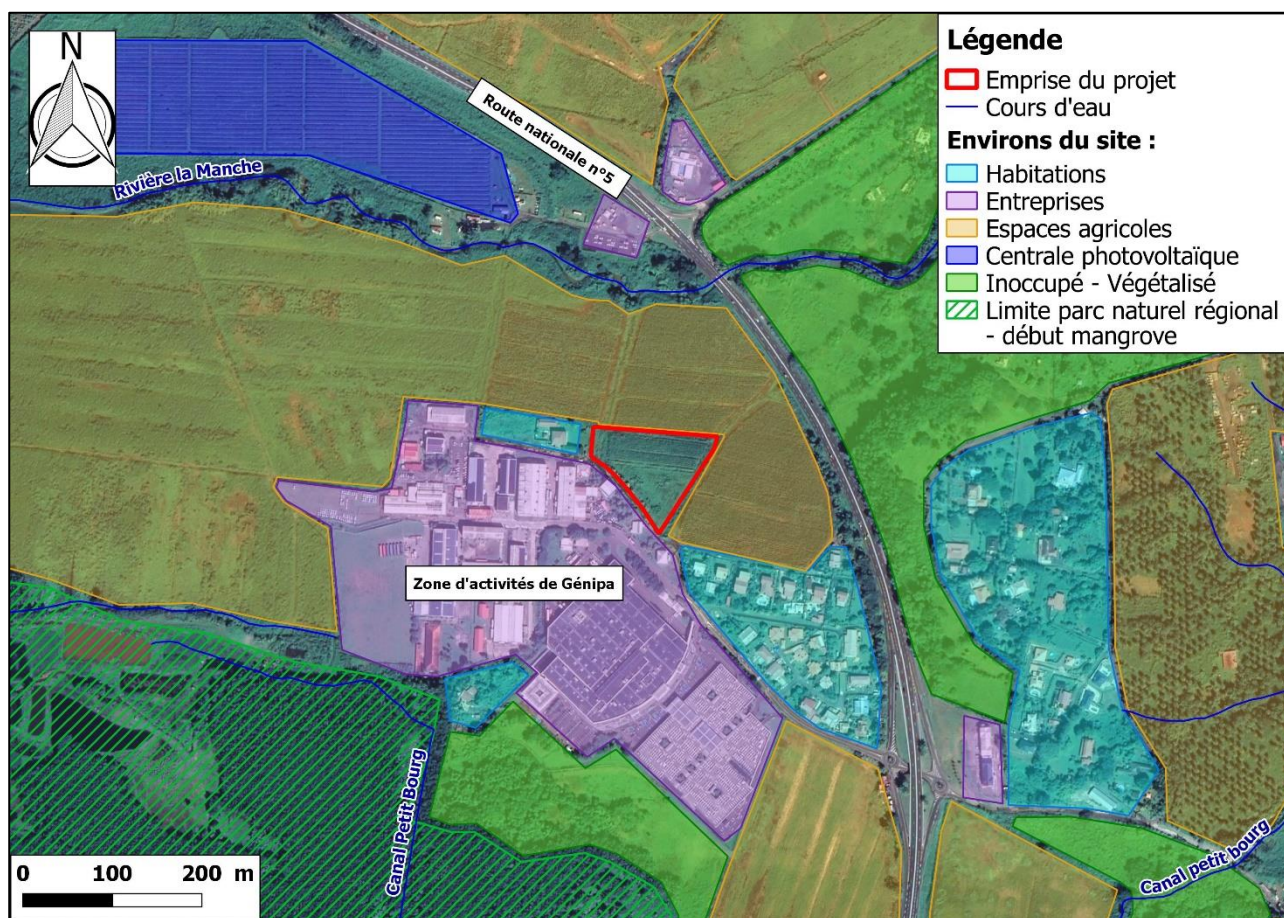 N
Route nationale n°5
Rivière la Manche
Zone d'activités de Génipa
Canal Petit Bourg
Canal petit bourg
0 100 200 m
Légende
Emprise du projet
Cours d'eau
Environs du site :
Habitations
Entreprises
Espaces agricoles
Centrale photovoltaïque
Inoccupé - Végétalisé
Limite parc naturel régional
- début mangrove